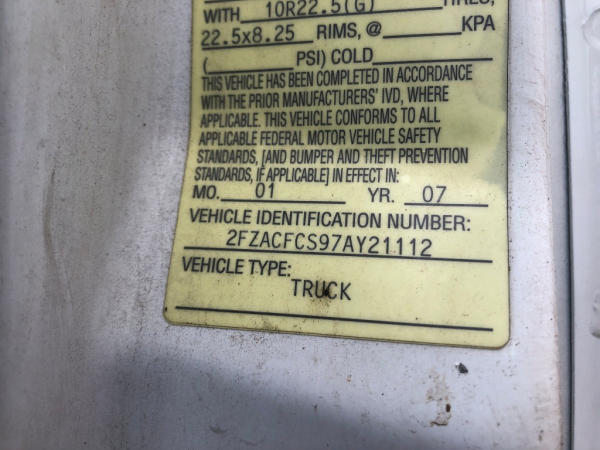 WITH 10R22.5(G) TIRES,
22.5x8.25 RIMS, @ KPA
( PSI) COLD
THIS VEHICLE HAS BEEN COMPLETED IN ACCORDANCE
WITH THE PRIOR MANUFACTURERS' IVD, WHERE
APPLICABLE. THIS VEHICLE CONFORMS TO ALL
APPLICABLE FEDERAL MOTOR VEHICLE SAFETY
STANDARDS, [AND BUMPER AND THEFT PREVENTION
STANDARDS, IF APPLICABLE] IN EFFECT IN:
MO. 01 YR. 07
VEHICLE IDENTIFICATION NUMBER:
2FZACFCS97AY21112
VEHICLE TYPE:
TRUCK